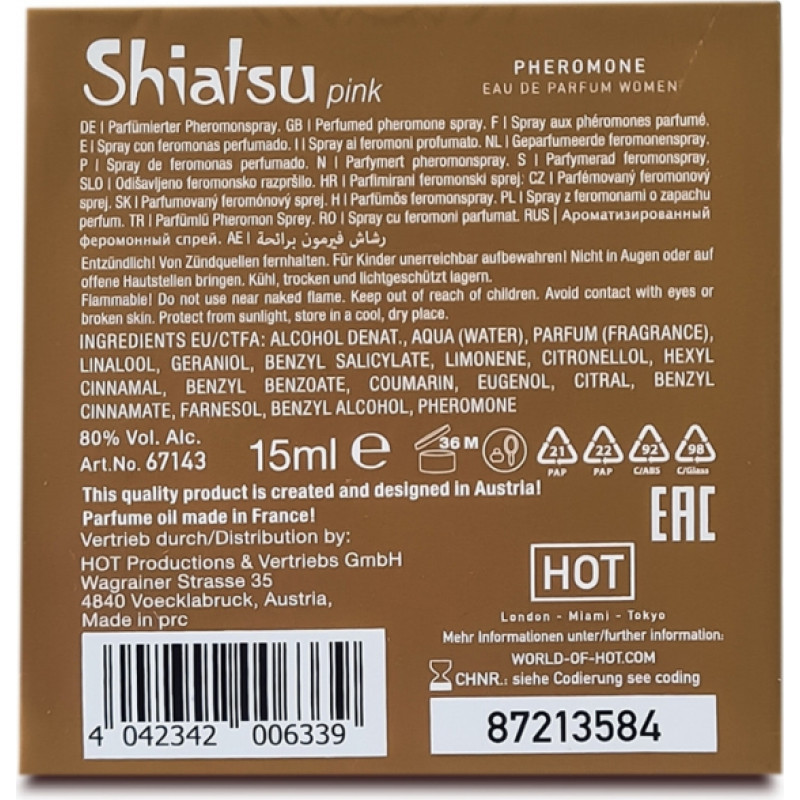 Shiatsu pink
PHEROMONE
EAU DE PARFUM WOMEN
DE I Parfümierter Pheromonspray. GB I Perfumed pheromone spray. F I Spray aux phéromones parfumé.
E I Spray con feromonas perfumado. I I Spray al feromoni profumato. NL I Geparfumeerde feromonenspray.
P I Spray de feromonas perfumado. N I Parfymert pheromonspray. S I Parfymerad feromonspray.
SLO I Odišavljeno feromonsko razpršilo. HR I Parfimirani feromonski sprej. CZ I Parfémovaný feromonový
sprej. SK I Parfumovaný feromónový sprej. H I Parfümös feromonspray. PL I Spray z feromonami o zapachu
perfum. TR I Parfümlü Pheromon Sprey. RO I Spray cu feromoni parfumat. RUS | Ароматизированный
феромонный спрей. AE I رشاش فيرمون برائحة
Entzündlich! Von Zündquellen fernhalten. Für Kinder unerreichbar aufbewahren! Nicht in Augen oder auf
offene Hautstellen bringen. Kühl, trocken und lichtgeschützt lagern.
Flammable! Do not use near naked flame. Keep out of reach of children. Avoid contact with eyes or
broken skin. Protect from sunlight, store in a cool, dry place.
INGREDIENTS EU/CTFA: ALCOHOL DENAT., AQUA (WATER), PARFUM (FRAGRANCE),
LINALOOL, GERANIOL, BENZYL SALICYLATE, LIMONENE, CITRONELLOL, HEXYL
CINNAMAL, BENZYL BENZOATE, COUMARIN, EUGENOL, CITRAL, BENZYL
CINNAMATE, FARNESOL, BENZYL ALCOHOL, PHEROMONE
80% Vol. Alc.
Art.No. 67143
15ml e
36 M
21 PAP
22 PAP
92 C/ABS
98 C/Glass
This quality product is created and designed in Austria!
Parfume oil made in France!
Vertrieb durch/Distribution by:
HOT Productions & Vertriebs GmbH
Wagrainer Strasse 35
4840 Voecklabruck, Austria,
Made in prc
EAC
HOT
London - Miami - Tokyo
Mehr Informationen unter/further information:
WORLD-OF-HOT.COM
CHNR.: siehe Codierung see coding
4 042342 006339
87213584